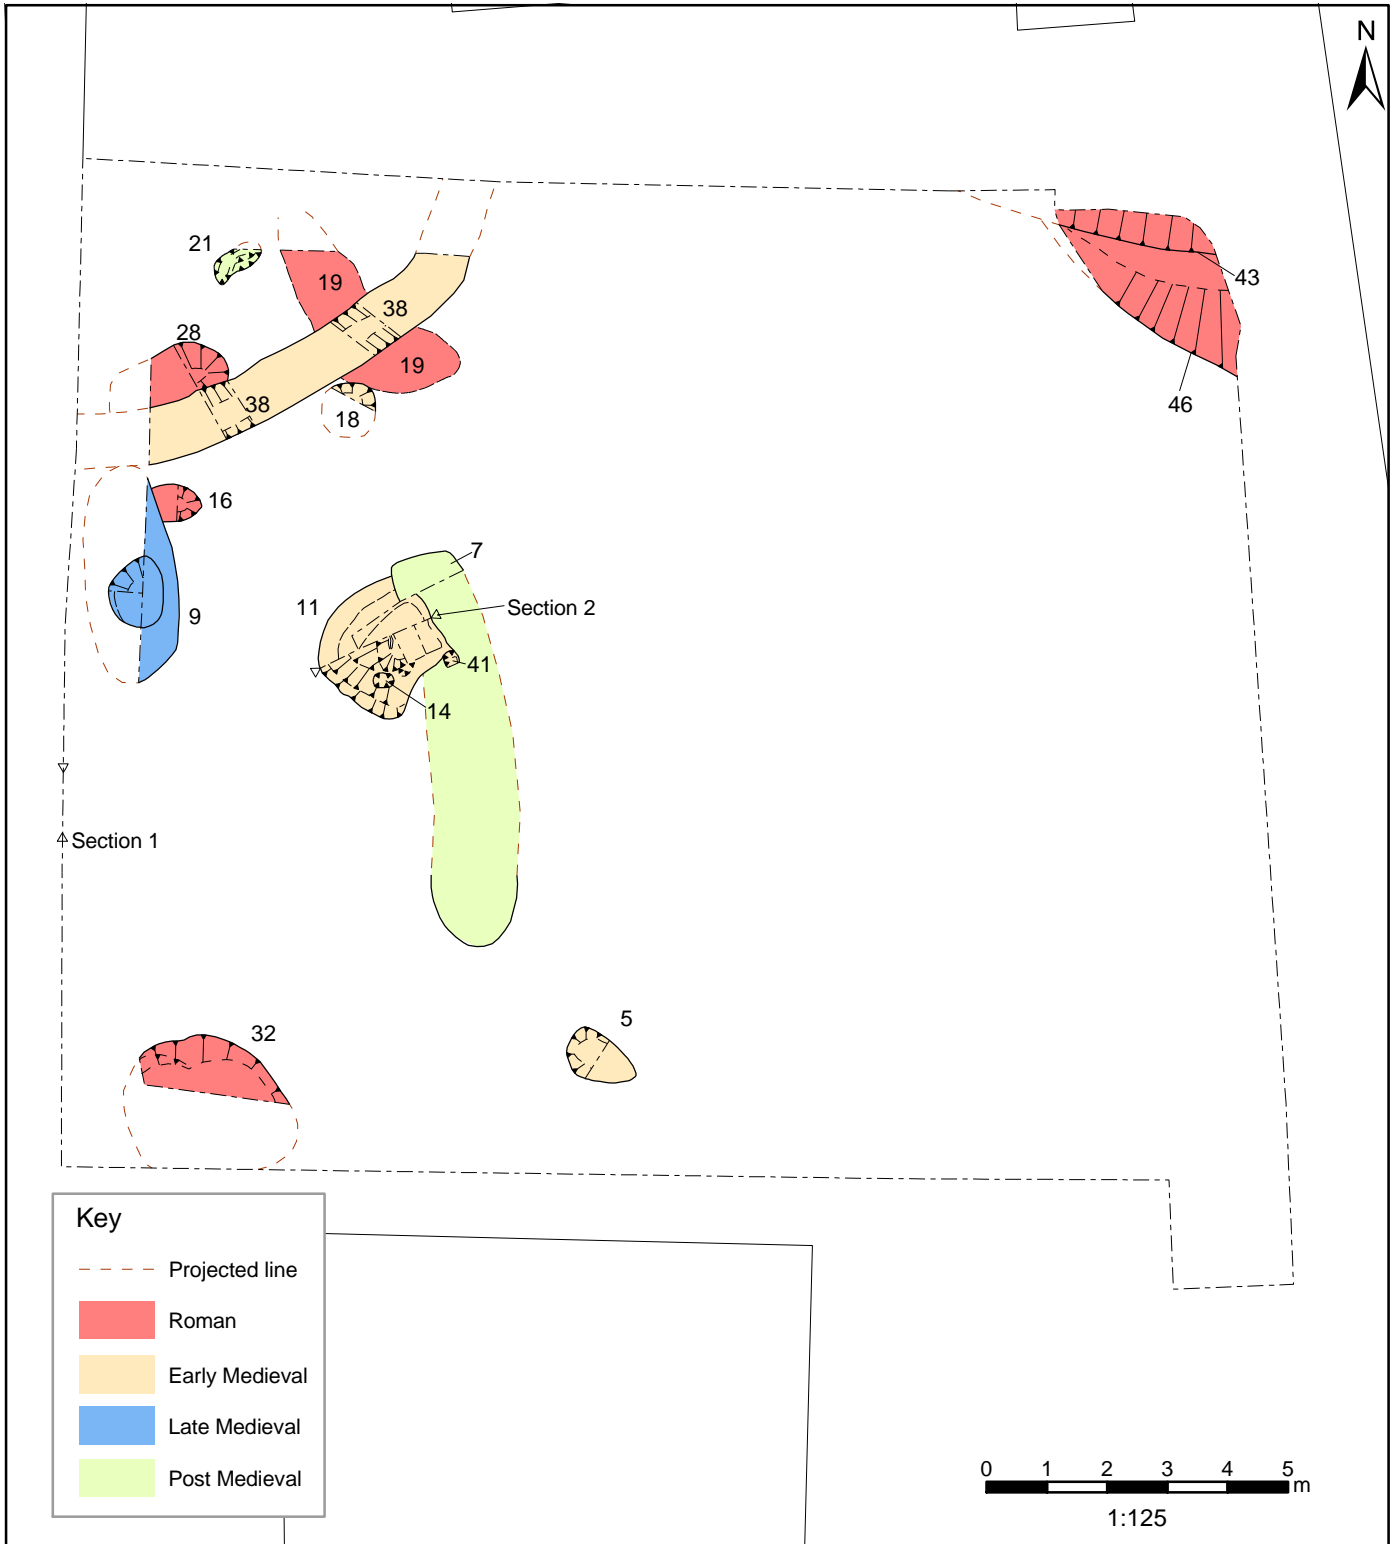 N
21
19
43
38
28
19
46
38
18
16
7
11
Section 2
9
41
14
Section 1
5
32
Key
Projected line
Roman
Early Medieval
Late Medieval
Post Medieval
0 1 2 3 4 5
m
1:125